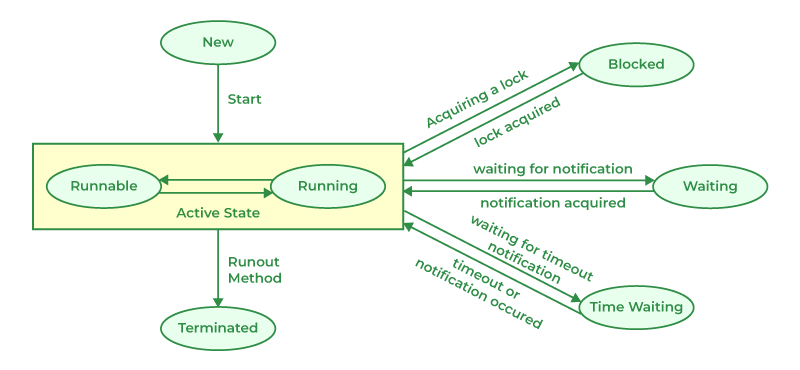 New
Blocked
Start
Acquiring a lock
lock acquired
Runnable
Running
Active State
waiting for notification
Waiting
notification acquired
waiting for timeout
notification
timeout or
notification occured
Time Waiting
Runout
Method
Terminated